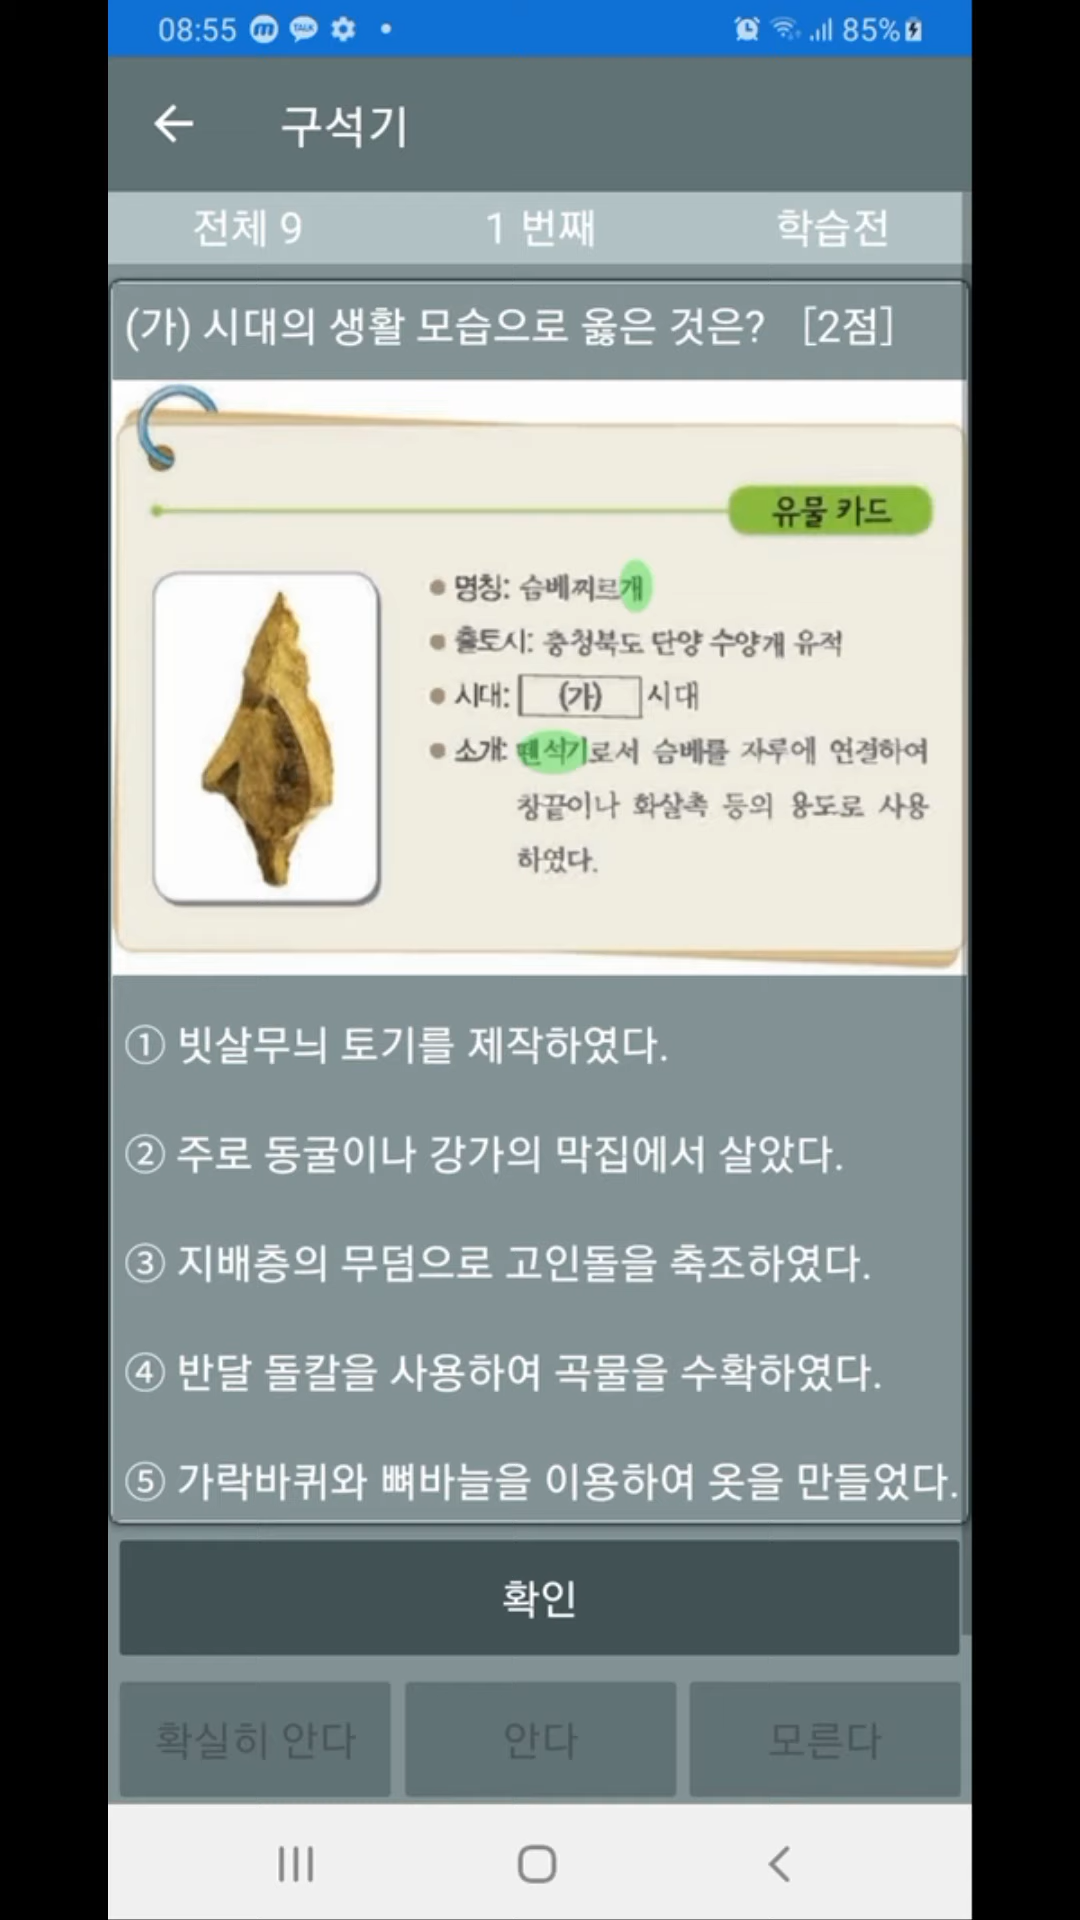 08:55 85%
구석기
전체 9 1 번째 학습전
(가) 시대의 생활 모습으로 옳은 것은? [2점]
유물 카드
명칭: 슴베찌르개
출토시: 충청북도 단양 수양개 유적
시대: (가) 시대
소개: 뗀석기로서 슴베를 자루에 연결하여
창끝이나 화살촉 등의 용도로 사용
하였다.
① 빗살무늬 토기를 제작하였다.
② 주로 동굴이나 강가의 막집에서 살았다.
③ 지배층의 무덤으로 고인돌을 축조하였다.
④ 반달 돌칼을 사용하여 곡물을 수확하였다.
⑤ 가락바퀴와 뼈바늘을 이용하여 옷을 만들었다.
확인
확실히 안다 안다 모른다